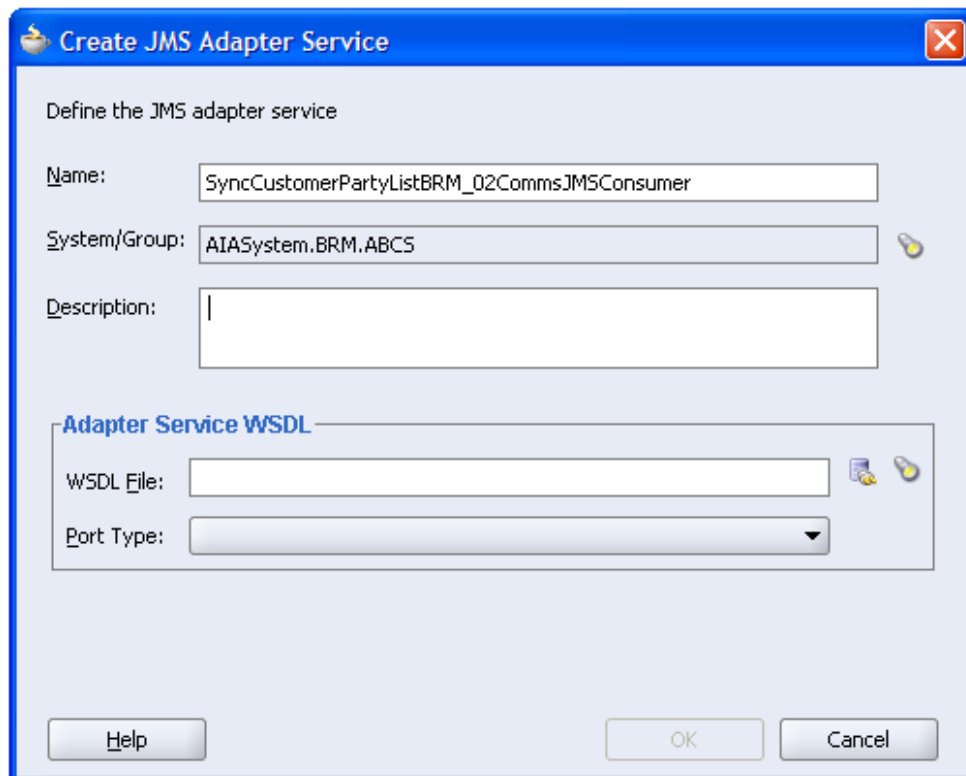 Create JMS Adapter Service
Define the JMS adapter service
Name: SyncCustomerPartyListBRM_02CommsJMSConsumer
System/Group: AIASystem.BRM.ABCS
Description:
Adapter Service WSDL
WSDL File:
Port Type:
Help OK Cancel